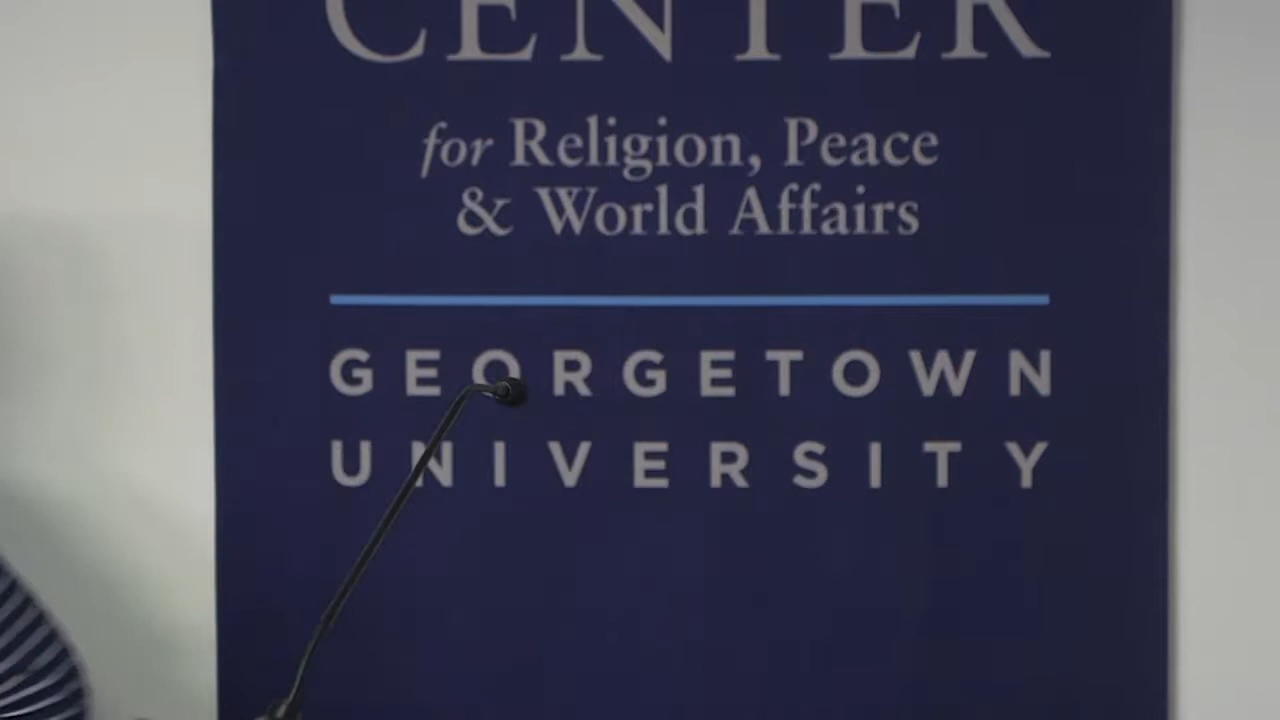 CENTER
for Religion, Peace
& World Affairs
GEORGETOWN
UNIVERSITY